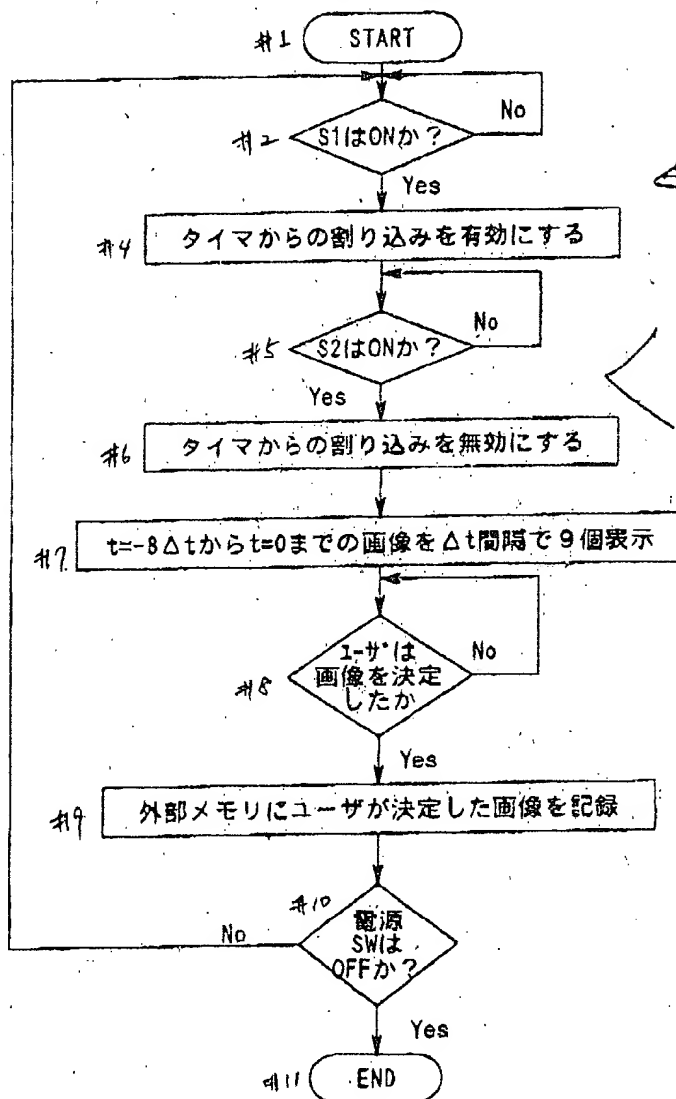 #1 START
No
#2 S1はONか？
Yes
#4 タイマからの割り込みを有効にする
No
#5 S2はONか？
Yes
#6 タイマからの割り込みを無効にする
#7 t=-8Δtからt=0までの画像をΔt間隔で9個表示
ユーザは
画像を決定
したか
#8
No
Yes
#9 外部メモリにユーザが決定した画像を記録
#10
電源
SWは
OFFか？
No
Yes
#11 END